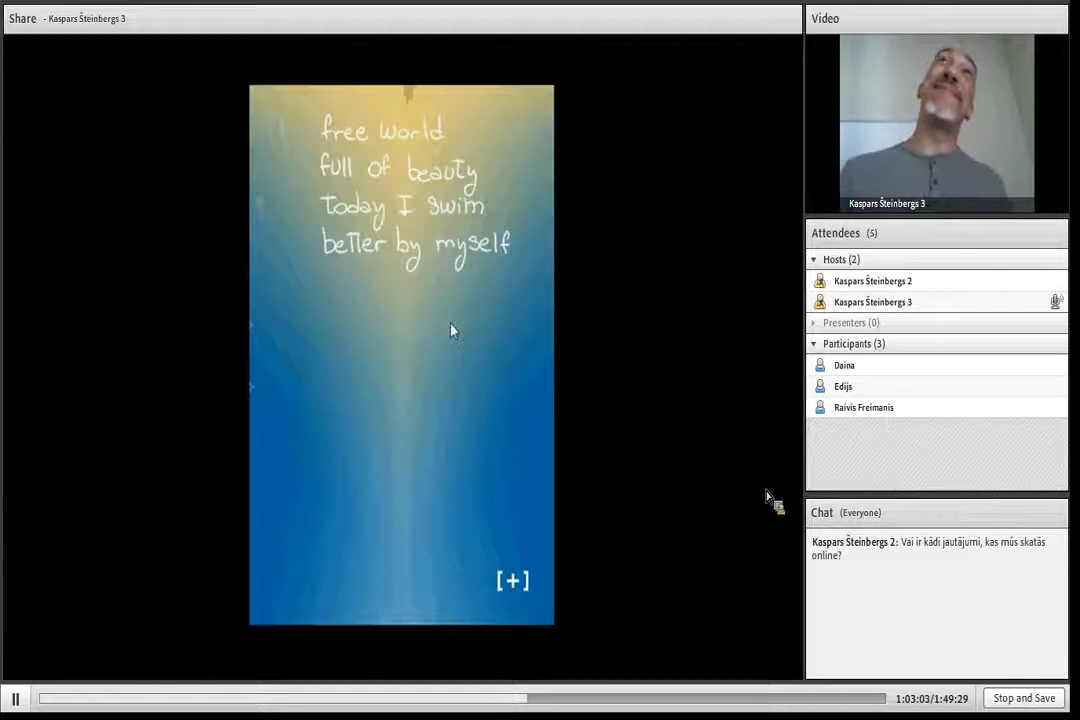 Share - Kaspars Šteinbergs 3
free world
full of beauty
today I swim
better by myself
[+]
Video
Kaspars Šteinbergs 3
Attendees (5)
Hosts (2)
Kaspars Šteinbergs 2
Kaspars Šteinbergs 3
Presenters (0)
Participants (3)
Daina
Edijs
Raivis Freimanis
Chat (Everyone)
Kaspars Šteinbergs 2: Vai ir kādi jautājumi, kas mūs skatās
online?
1:03:03/1:49:29
Stop and Save